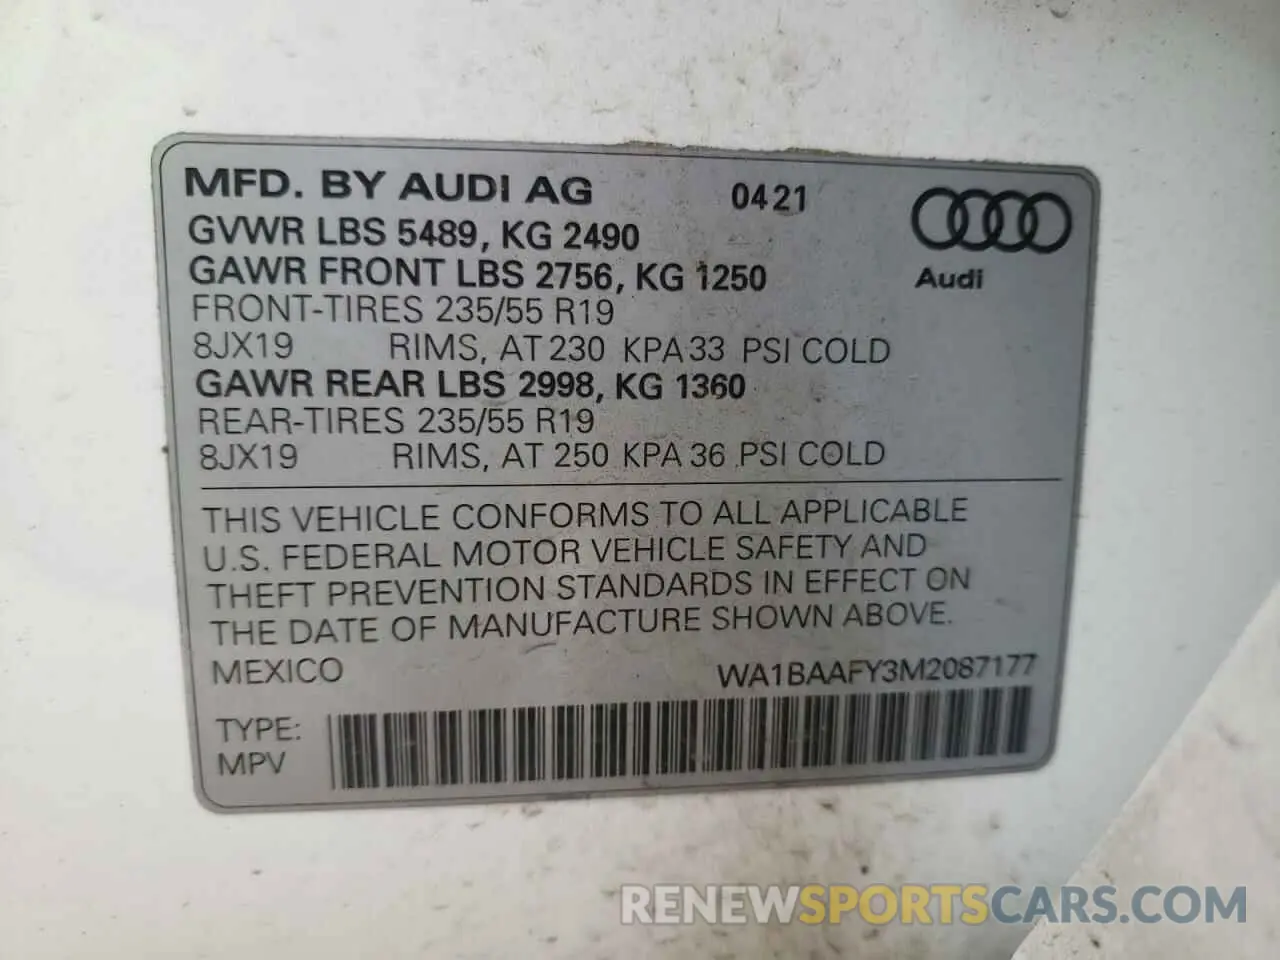 MFD. BY AUDI AG 0421
GVWR LBS 5489, KG 2490
GAWR FRONT LBS 2756, KG 1250
Audi
FRONT-TIRES 235/55 R19
8JX19 RIMS, AT 230 KPA 33 PSI COLD
GAWR REAR LBS 2998, KG 1360
REAR-TIRES 235/55 R19
8JX19 RIMS, AT 250 KPA 36 PSI COLD
THIS VEHICLE CONFORMS TO ALL APPLICABLE
U.S. FEDERAL MOTOR VEHICLE SAFETY AND
THEFT PREVENTION STANDARDS IN EFFECT ON
THE DATE OF MANUFACTURE SHOWN ABOVE.
MEXICO WA1BAAFY3M2087177
TYPE:
MPV
RENEWSPORTSCARS.COM